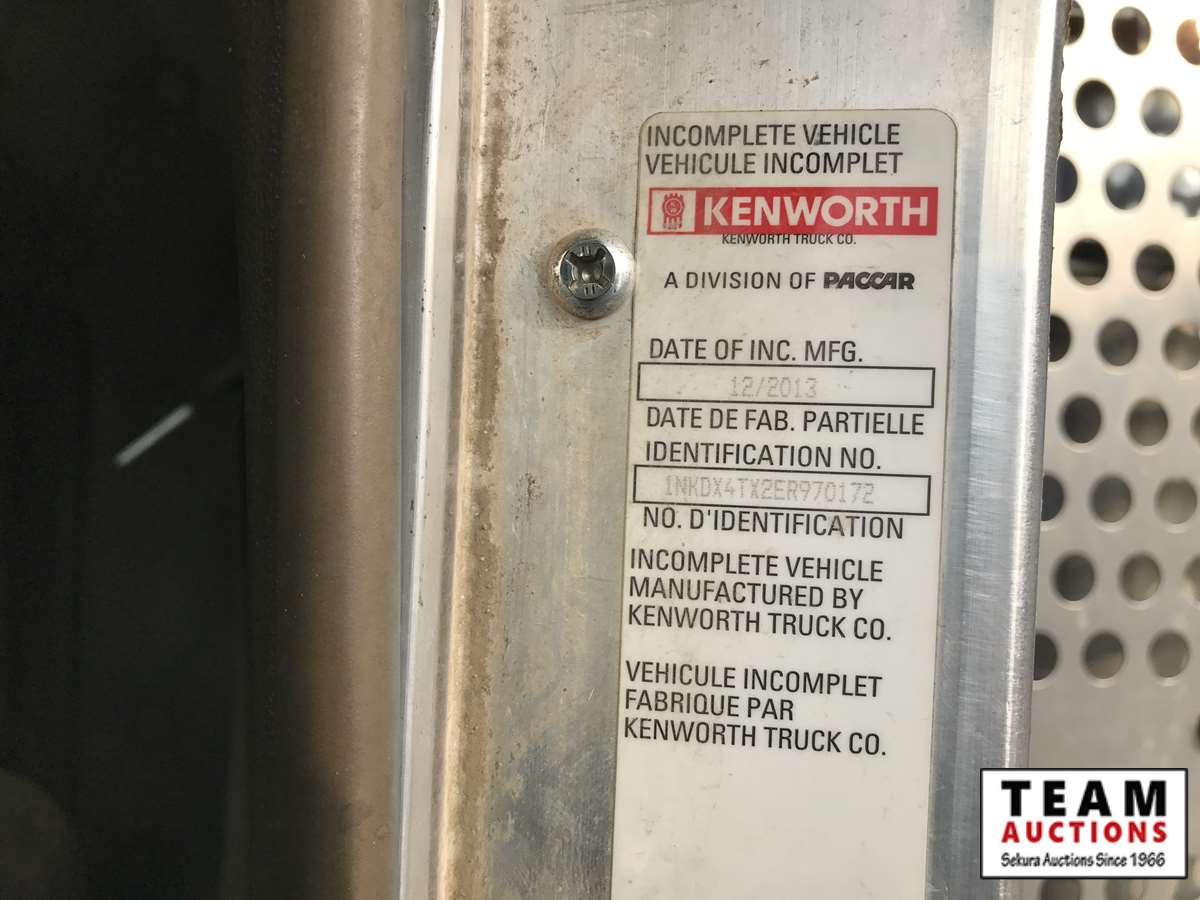 INCOMPLETE VEHICLE
VEHICULE INCOMPLET
KENWORTH
KENWORTH TRUCK CO.
A DIVISION OF PACCAR
DATE OF INC. MFG.
12/2013
DATE DE FAB. PARTIELLE
IDENTIFICATION NO.
1NKDX4TX2ER970172
NO. D'IDENTIFICATION
INCOMPLETE VEHICLE
MANUFACTURED BY
KENWORTH TRUCK CO.
VEHICULE INCOMPLET
FABRIQUE PAR
KENWORTH TRUCK CO.
TEAM
AUCTIONS
Sekura Auctions Since 1966